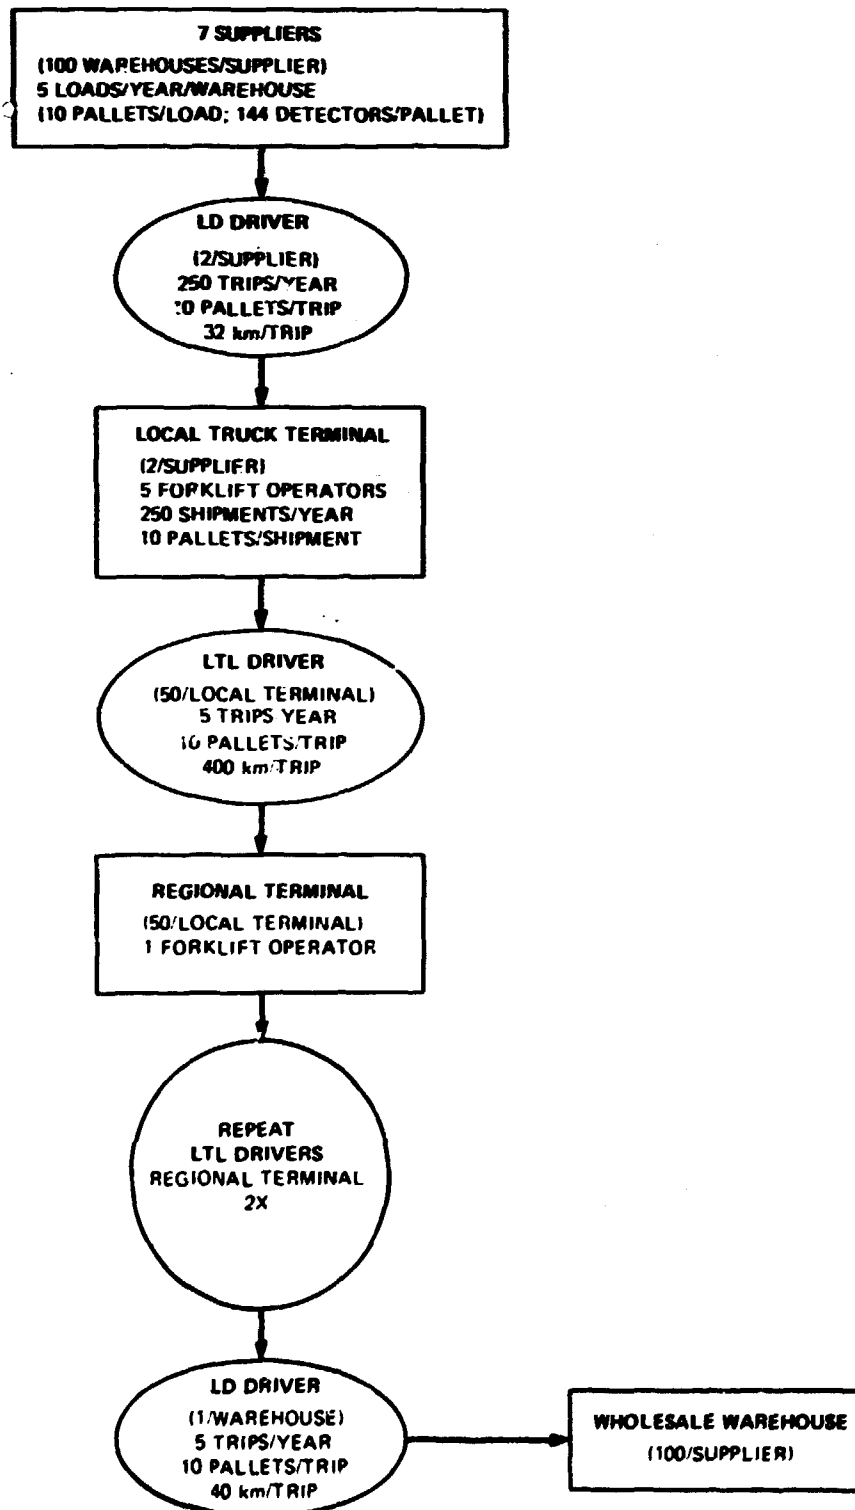 7 SUPPLIERS
(100 WAREHOUSES/SUPPLIER)
5 LOADS/YEAR/WAREHOUSE
(10 PALLETS/LOAD; 144 DETECTORS/PALLET)
LD DRIVER
(2/SUPPLIER)
250 TRIPS/YEAR
10 PALLETS/TRIP
32 km/TRIP
LOCAL TRUCK TERMINAL
(2/SUPPLIER)
5 FORKLIFT OPERATORS
250 SHIPMENTS/YEAR
10 PALLETS/SHIPMENT
LTL DRIVER
(50/LOCAL TERMINAL)
5 TRIPS YEAR
10 PALLETS/TRIP
400 km/TRIP
REGIONAL TERMINAL
(50/LOCAL TERMINAL)
1 FORKLIFT OPERATOR
REPEAT
LTL DRIVERS
REGIONAL TERMINAL
2X
LD DRIVER
(1/WAREHOUSE)
5 TRIPS/YEAR
10 PALLETS/TRIP
40 km/TRIP
WHOLESALE WAREHOUSE
(100/SUPPLIER)